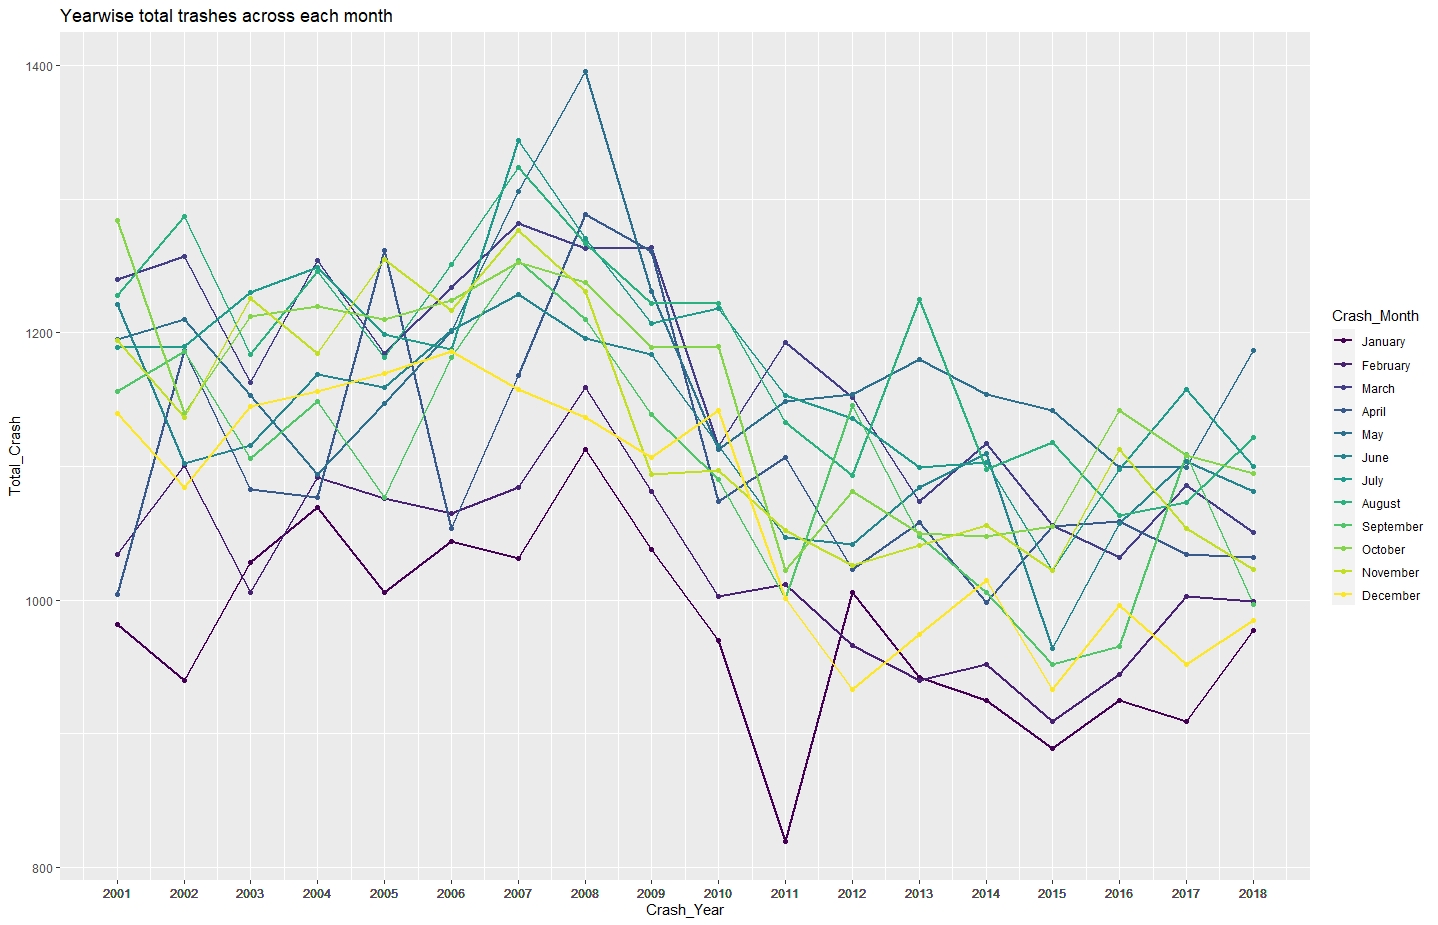 Yearwise total trashes across each month
1400
1200
1000
800
Total_Crash
2001 2002 2003 2004 2005 2006 2007 2008 2009 2010 2011 2012 2013 2014 2015 2016 2017 2018
Crash_Year
Crash_Month
January
February
March
April
May
June
July
August
September
October
November
December